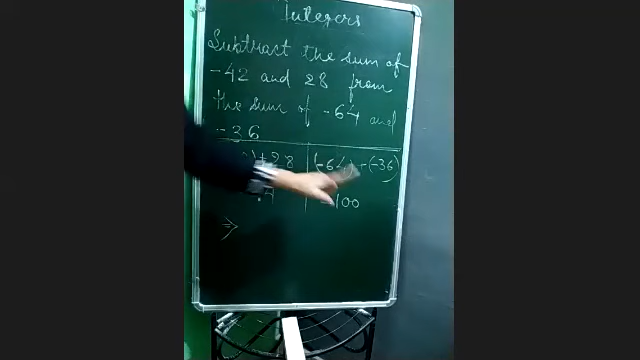 Integers
Subtract the sum of
-42 and 28 from
the sum of -64 and
-36
)+28 (-64)+(-36)
-100
⇒